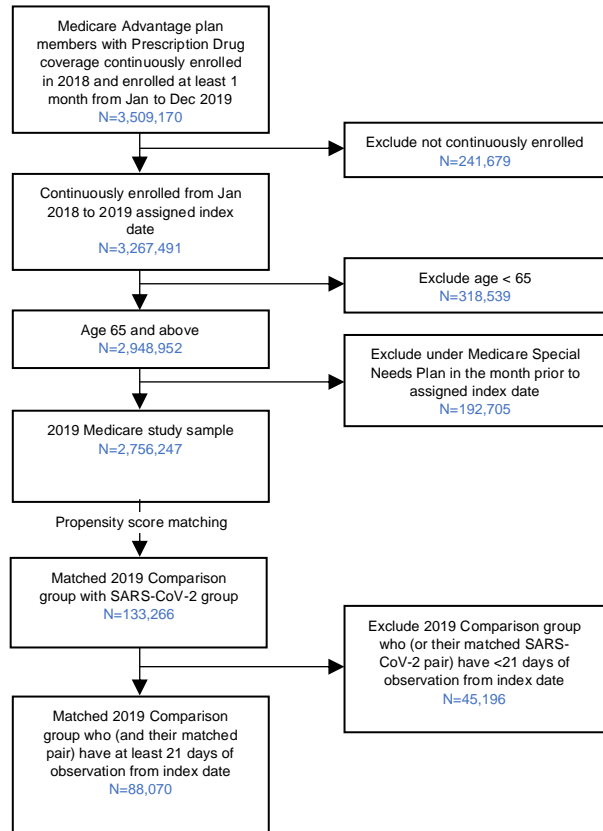 Medicare Advantage plan
members with Prescription Drug
coverage continuously enrolled
in 2018 and enrolled at least 1
month from Jan to Dec 2019
N=3,509,170
Exclude not continuously enrolled
N=241,679
Continuously enrolled from Jan
2018 to 2019 assigned index
date
N=3,267,491
Exclude age < 65
N=318,539
Age 65 and above
N=2,948,952
Exclude under Medicare Special
Needs Plan in the month prior to
assigned index date
N=192,705
2019 Medicare study sample
N=2,756,247
Propensity score matching
Matched 2019 Comparison
group with SARS-CoV-2 group
N=133,266
Exclude 2019 Comparison group
who (or their matched SARS-
CoV-2 pair) have <21 days of
observation from index date
N=45,196
Matched 2019 Comparison
group who (and their matched
pair) have at least 21 days of
observation from index date
N=88,070